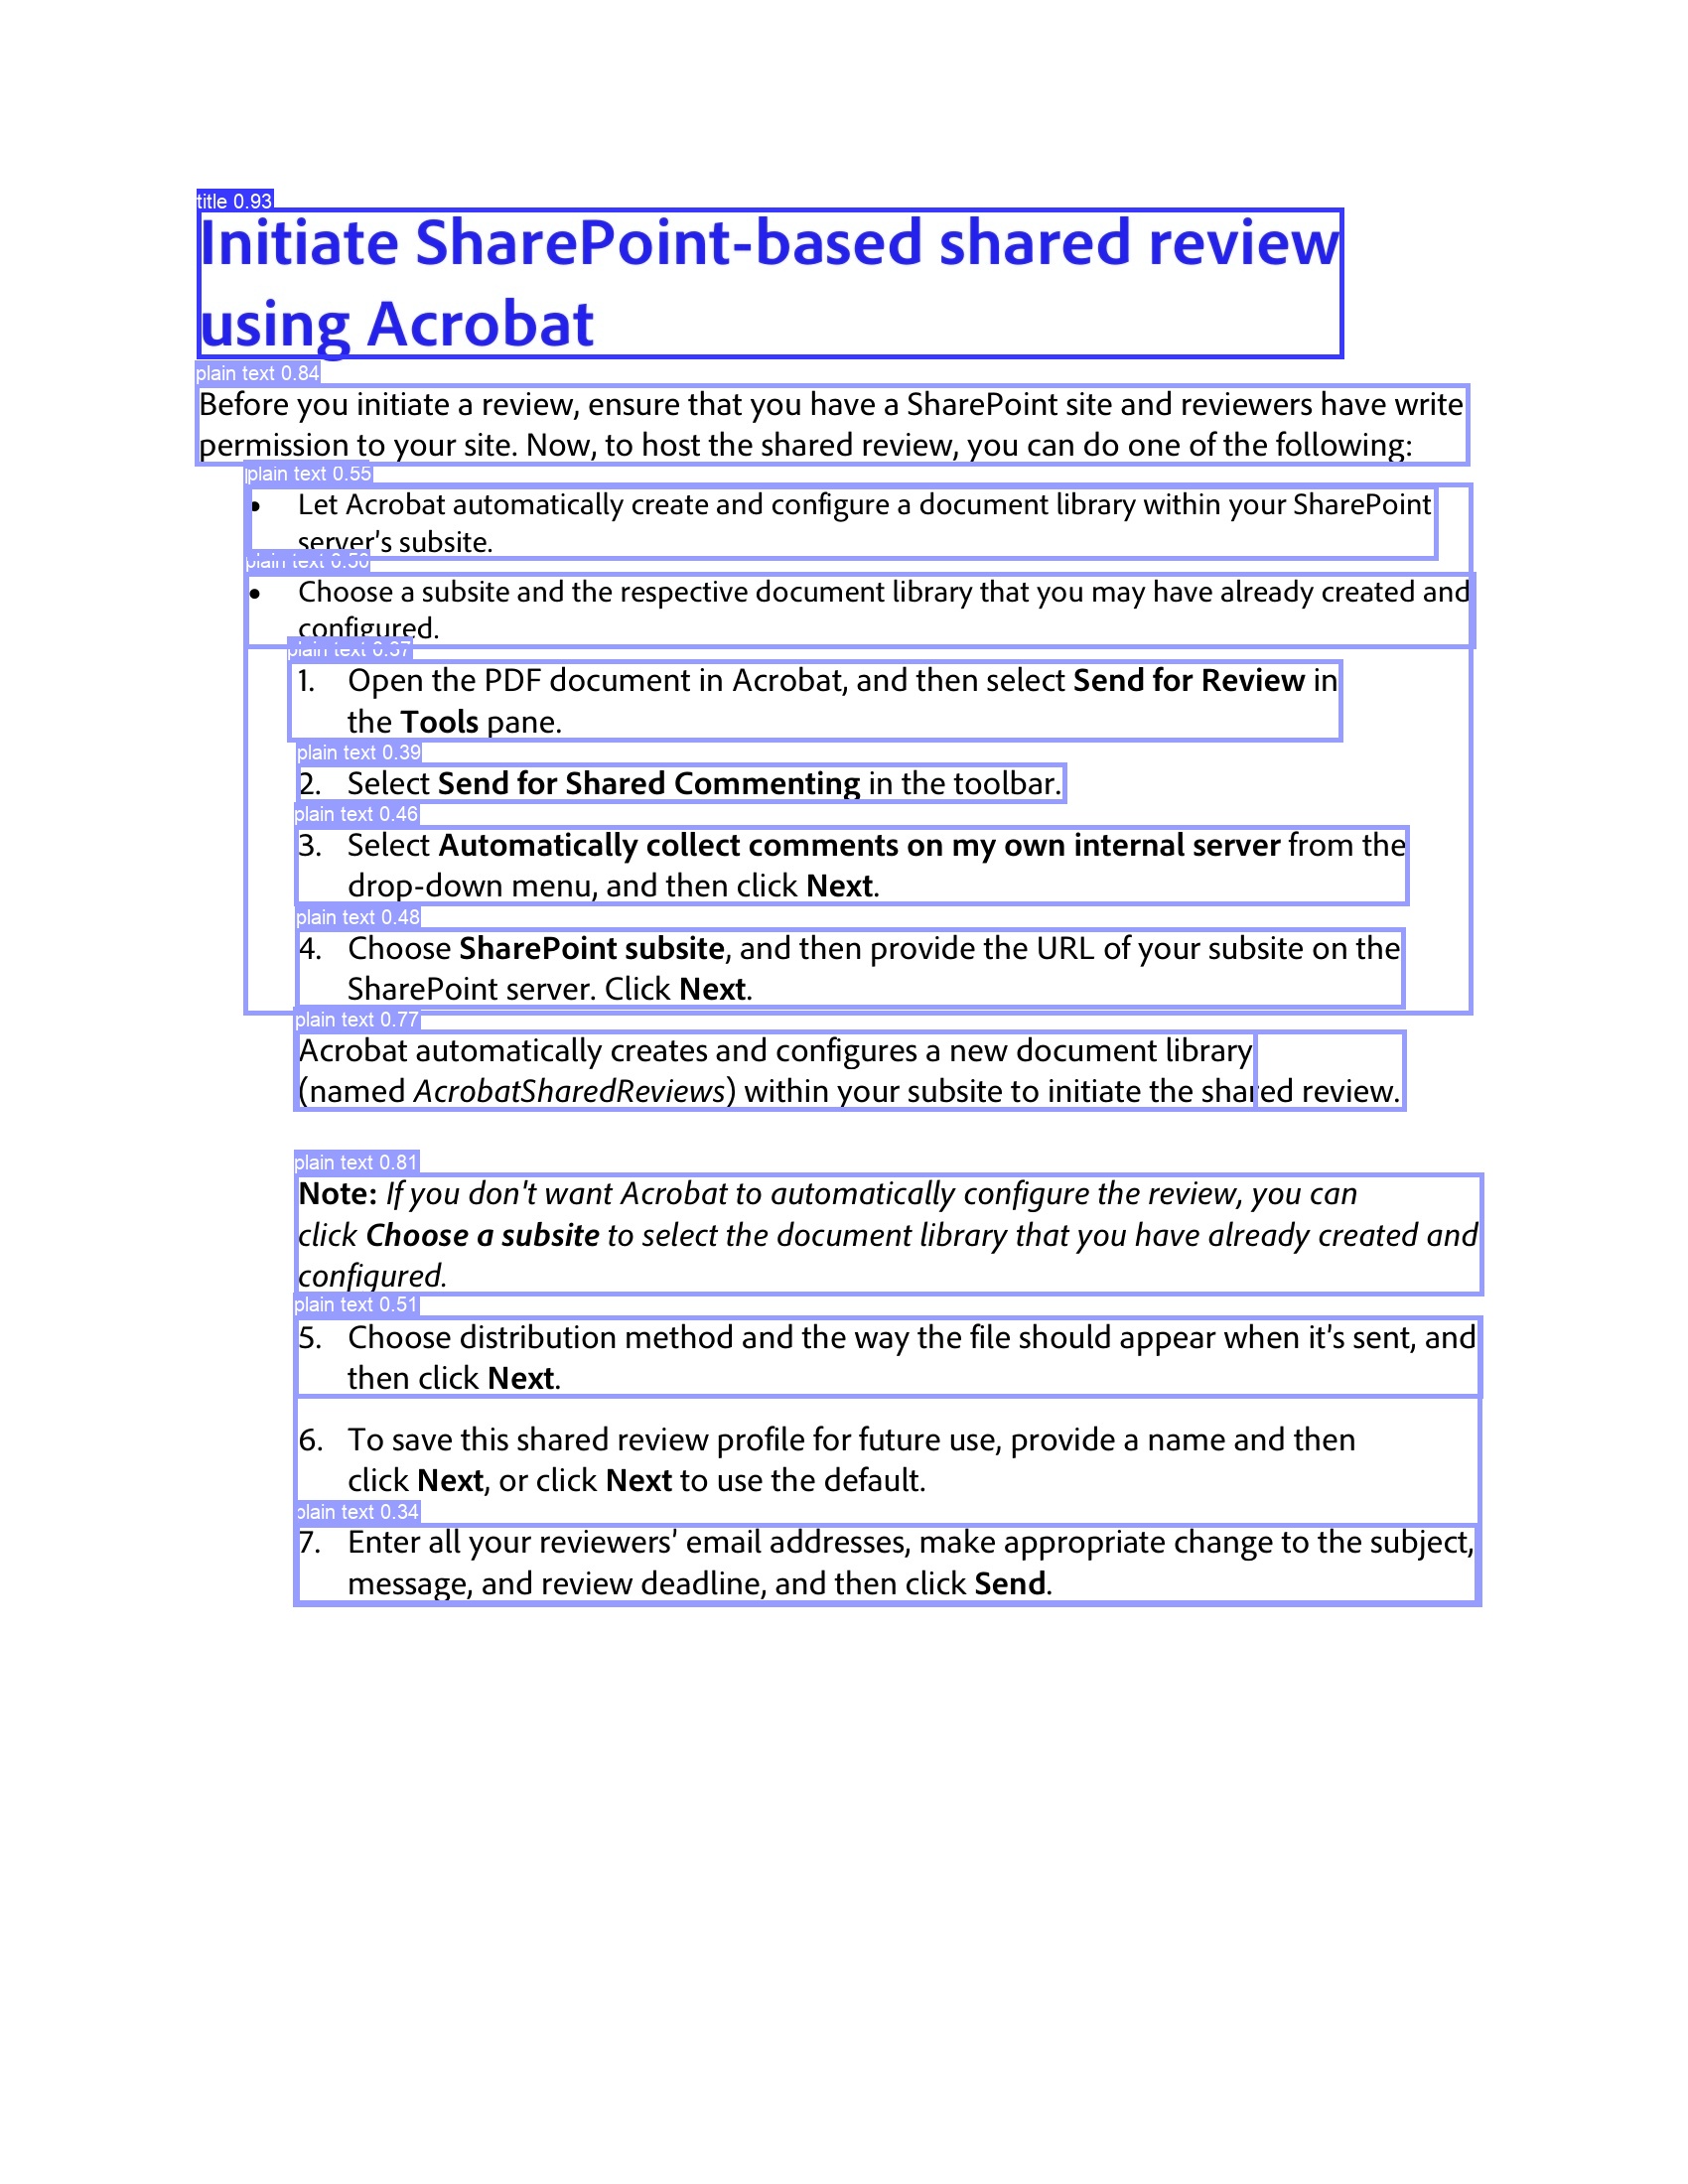 title 0.93
Initiate SharePoint-based shared review
using Acrobat
plain text 0.84
Before you initiate a review, ensure that you have a SharePoint site and reviewers have write
permission to your site. Now, to host the shared review, you can do one of the following:
plain text 0.55
• Let Acrobat automatically create and configure a document library within your SharePoint
server's subsite.
plain text 0.50
• Choose a subsite and the respective document library that you may have already created and
configured.
plain text 0.37
1. Open the PDF document in Acrobat, and then select Send for Review in
the Tools pane.
plain text 0.39
2. Select Send for Shared Commenting in the toolbar.
plain text 0.46
3. Select Automatically collect comments on my own internal server from the
drop-down menu, and then click Next.
plain text 0.48
4. Choose SharePoint subsite, and then provide the URL of your subsite on the
SharePoint server. Click Next.
plain text 0.77
Acrobat automatically creates and configures a new document library
(named AcrobatSharedReviews) within your subsite to initiate the shared review.
plain text 0.81
Note: If you don't want Acrobat to automatically configure the review, you can
click Choose a subsite to select the document library that you have already created and
configured.
plain text 0.51
5. Choose distribution method and the way the file should appear when it's sent, and
then click Next.
6. To save this shared review profile for future use, provide a name and then
click Next, or click Next to use the default.
plain text 0.34
7. Enter all your reviewers' email addresses, make appropriate change to the subject,
message, and review deadline, and then click Send.